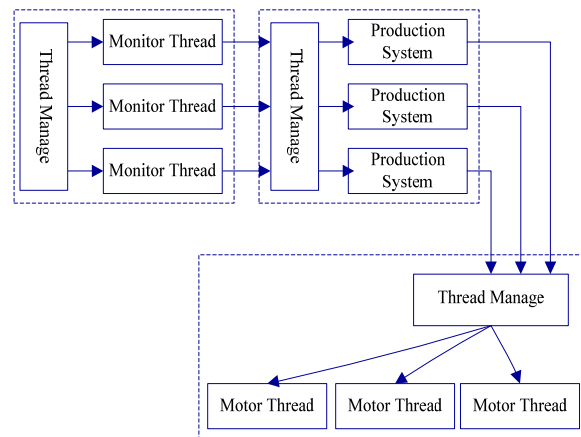 Thread Manage
Monitor Thread
Monitor Thread
Monitor Thread
Thread Manage
Production
System
Production
System
Production
System
Thread Manage
Motor Thread
Motor Thread
Motor Thread